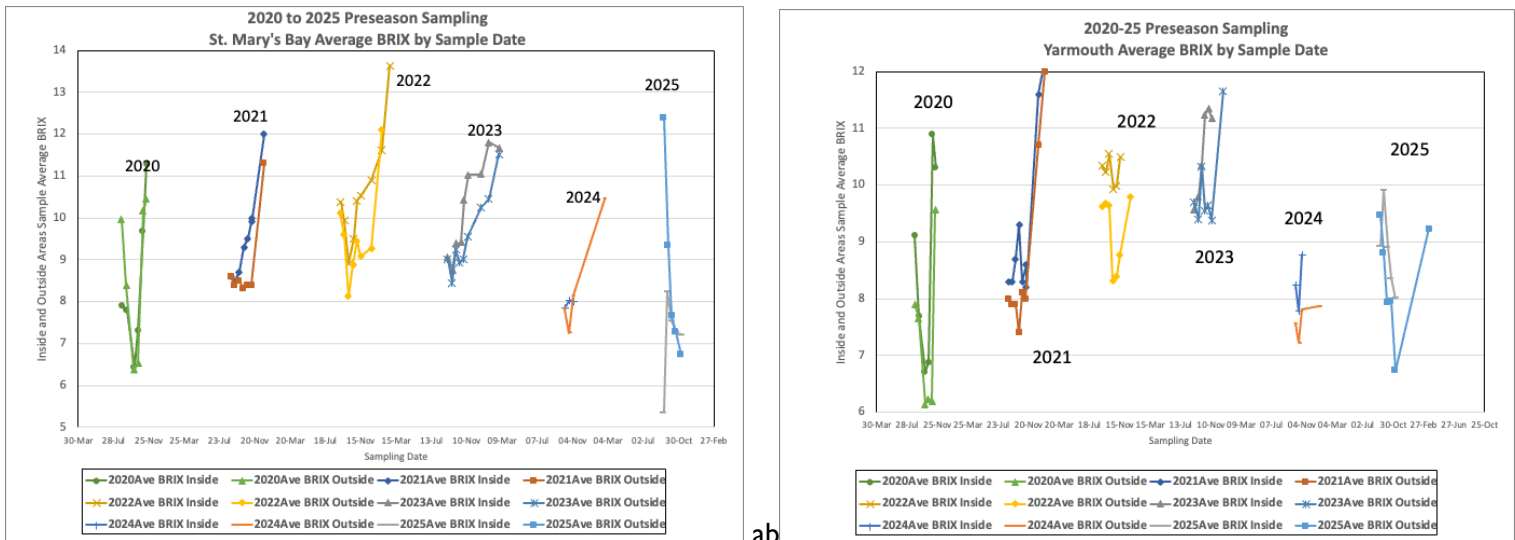 2020 to 2025 Preseason Sampling
St. Mary's Bay Average BRIX by Sample Date
Inside and Outside Areas Sample Average BRIX
14
13
12
11
10
9
8
7
6
5
2020
2021
2022
2023
2024
2025
30-Mar 28-Jul 25-Nov 25-Mar 23-Jul 20-Nov 20-Mar 18-Jul 15-Nov 15-Mar 13-Jul 10-Nov 09-Mar 07-Jul 04-Nov 04-Mar 02-Jul 30-Oct 27-Feb
Sampling Date
2020Ave BRIX Inside 2020Ave BRIX Outside 2021Ave BRIX Inside 2021Ave BRIX Outside
2022Ave BRIX Inside 2022Ave BRIX Outside 2023Ave BRIX Inside 2023Ave BRIX Outside
2024Ave BRIX Inside 2024Ave BRIX Outside 2025Ave BRIX Inside 2025Ave BRIX Outside
ab
2020-25 Preseason Sampling
Yarmouth Average BRIX by Sample Date
Inside and Outside Areas Sample Average BRIX
12
11
10
9
8
7
6
2020
2021
2022
2023
2024
2025
30-Mar 28-Jul 25-Nov 25-Mar 23-Jul 20-Nov 20-Mar 18-Jul 15-Nov 15-Mar 13-Jul 10-Nov 09-Mar 07-Jul 04-Nov 04-Mar 02-Jul 30-Oct 27-Feb 27-Jun 25-Oct
Sampling Date
2020Ave BRIX Inside 2020Ave BRIX Outside 2021Ave BRIX Inside 2021Ave BRIX Outside
2022Ave BRIX Inside 2022Ave BRIX Outside 2023Ave BRIX Inside 2023Ave BRIX Outside
2024Ave BRIX Inside 2024Ave BRIX Outside 2025Ave BRIX Inside 2025Ave BRIX Outside